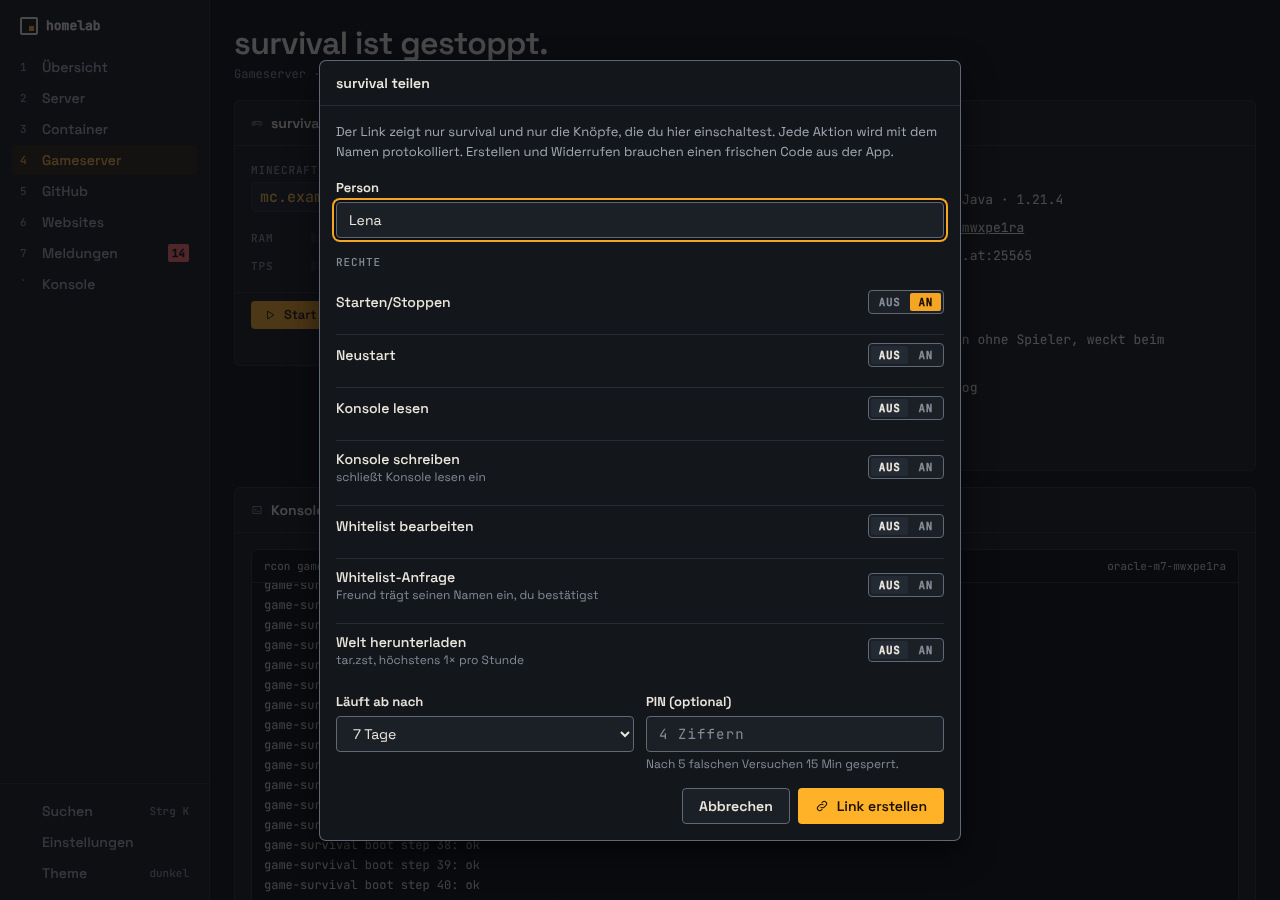 homelab
1 Übersicht
2 Server
3 Container
4 Gameserver
5 GitHub
6 Websites
7 Meldungen 14
` Konsole
Suchen Strg K
Einstellungen
Theme dunkel
survival ist gestoppt.
Gameserver ·
MINECRAFT
RAM
TPS
Start
Java · 1.21.4
mwxpe1ra
.at:25565
ohne Spieler, weckt beim
Konsole
rcon oracle-m7-mwxpe1ra
survival teilen
Der Link zeigt nur survival und nur die Knöpfe, die du hier einschaltest. Jede Aktion wird mit dem
Namen protokolliert. Erstellen und Widerrufen brauchen einen frischen Code aus der App.
Person
Lena
RECHTE
Starten/Stoppen AUS AN
Neustart AUS AN
Konsole lesen AUS AN
Konsole schreiben AUS AN
schließt Konsole lesen ein
Whitelist bearbeiten AUS AN
Whitelist-Anfrage AUS AN
Freund trägt seinen Namen ein, du bestätigst
Welt herunterladen AUS AN
tar.zst, höchstens 1× pro Stunde
Läuft ab nach PIN (optional)
7 Tage 4 Ziffern
Nach 5 falschen Versuchen 15 Min gesperrt.
Abbrechen Link erstellen
game-survival boot step 38: ok
game-survival boot step 39: ok
game-survival boot step 40: ok